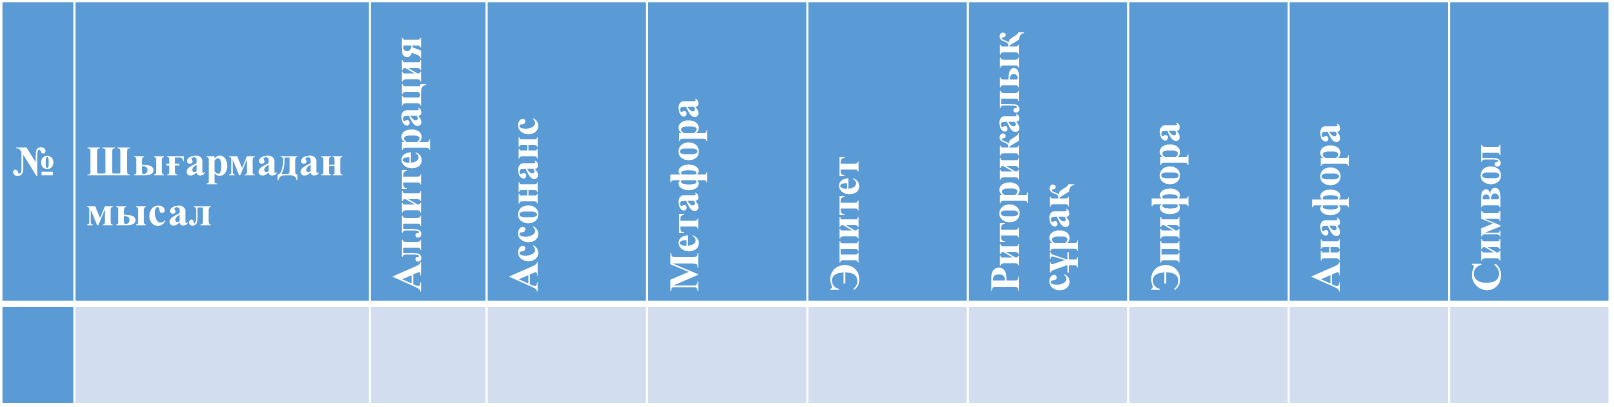 №
Шығармадан
мысал
Аллитерация
Ассонанс
Метафора
Эпитет
Риторикалық
сұрақ
Эпифора
Анафора
Символ